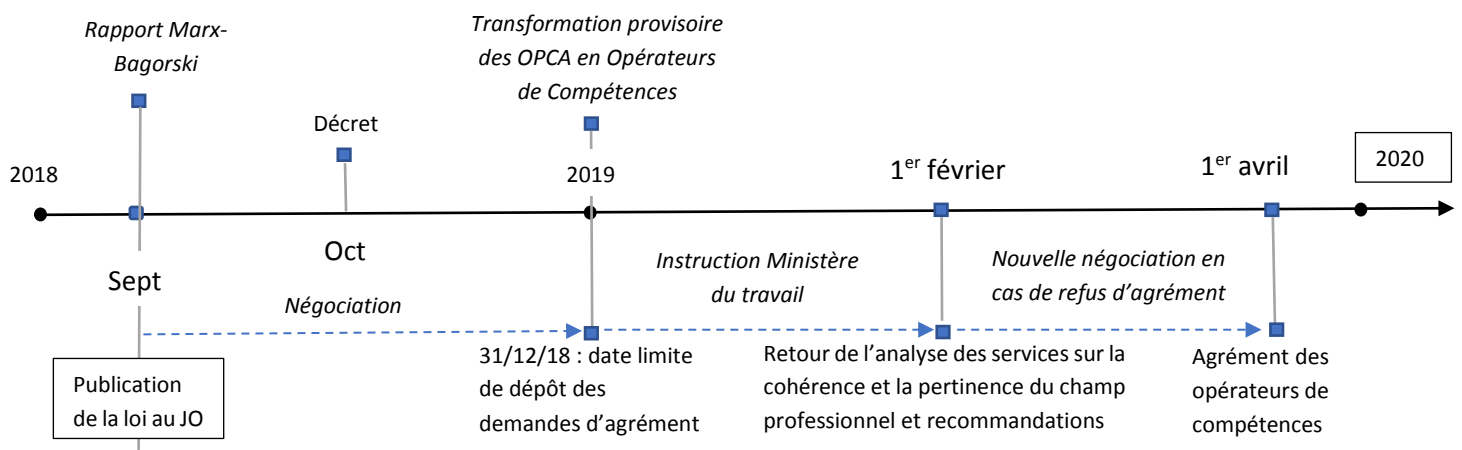 Rapport Marx-
Bagorski
Transformation provisoire
des OPCA en Opérateurs
de Compétences
Décret
2018
2019
1er février
1er avril
2020
Sept
Oct
Négociation
Instruction Ministère
du travail
Nouvelle négociation en
cas de refus d’agrément
Publication
de la loi au JO
31/12/18 : date limite
de dépôt des
demandes d’agrément
Retour de l’analyse des services sur la
cohérence et la pertinence du champ
professionnel et recommandations
Agrément des
opérateurs de
compétences